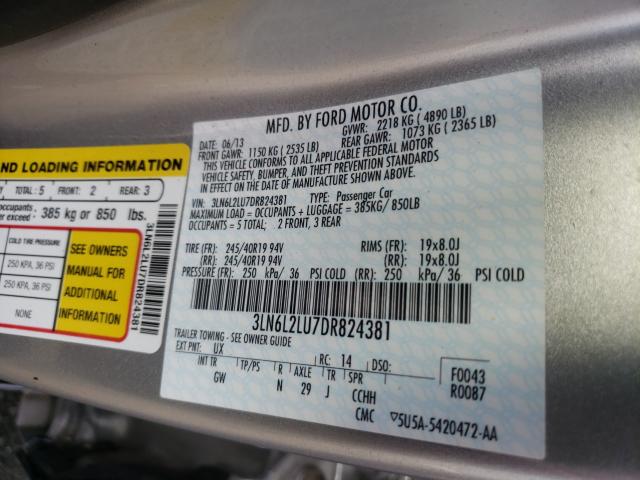 ND LOADING INFORMATION
TOTAL: 5 FRONT: 2 REAR: 3
occupants
exceed: 385 kg or 850 lbs.
COLD TIRE PRESSURE
250 KPA, 36 PSI
250 KPA, 36 PSI
NONE
SEE OWNERS
MANUAL FOR
ADDITIONAL
INFORMATION
3LN6L2LU7DR824381
MFD. BY FORD MOTOR CO.
DATE: 06/13 GVWR: 2218 KG ( 4890 LB)
FRONT GAWR: 1150 KG ( 2535 LB) REAR GAWR: 1073 KG ( 2365 LB)
THIS VEHICLE CONFORMS TO ALL APPLICABLE FEDERAL MOTOR
VEHICLE SAFETY, BUMPER, AND THEFT PREVENTION STANDARDS
IN EFFECT ON THE DATE OF MANUFACTURE SHOWN ABOVE.
VIN: 3LN6L2LU7DR824381 TYPE: Passenger Car
MAXIMUM LOAD = OCCUPANTS + LUGGAGE = 385KG/ 850LB
OCCUPANTS = 5 TOTAL: 2 FRONT, 3 REAR
TIRE (FR): 245/40R19 94V RIMS (FR): 19x8.0J
(RR): 245/40R19 94V (RR): 19x8.0J
PRESSURE (FR): 250 kPa/ 36 PSI COLD (RR): 250 kPa/ 36 PSI COLD
3LN6L2LU7DR824381
TRAILER TOWING - SEE OWNER GUIDE
EXT PNT: UX RC: 14 DSO: F0043
INT TR TP/PS R AXLE TR SPR R0087
GW N 29 J CCHH
CMC ▽5U5A-5420472-AA